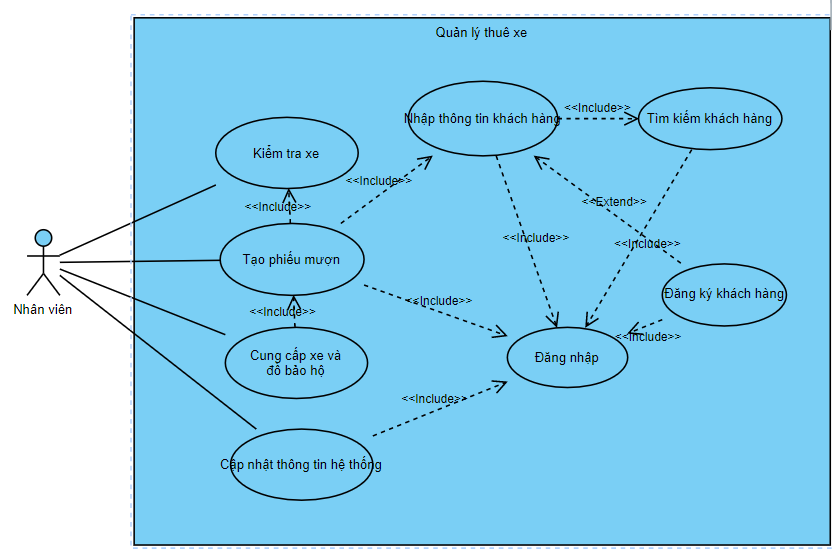 Quản lý thuê xe
Nhập thông tin khách hàng
<<Include>>
Tìm kiếm khách hàng
Kiểm tra xe
<<Include>>
<<Include>>
<<Extend>>
<<Include>>
<<Include>>
Tạo phiếu mượn
Đăng ký khách hàng
<<Include>>
<<Include>>
Nhân viên
<<Include>>
Cung cấp xe và
đồ bảo hộ
Đăng nhập
<<Include>>
Cập nhật thông tin hệ thống